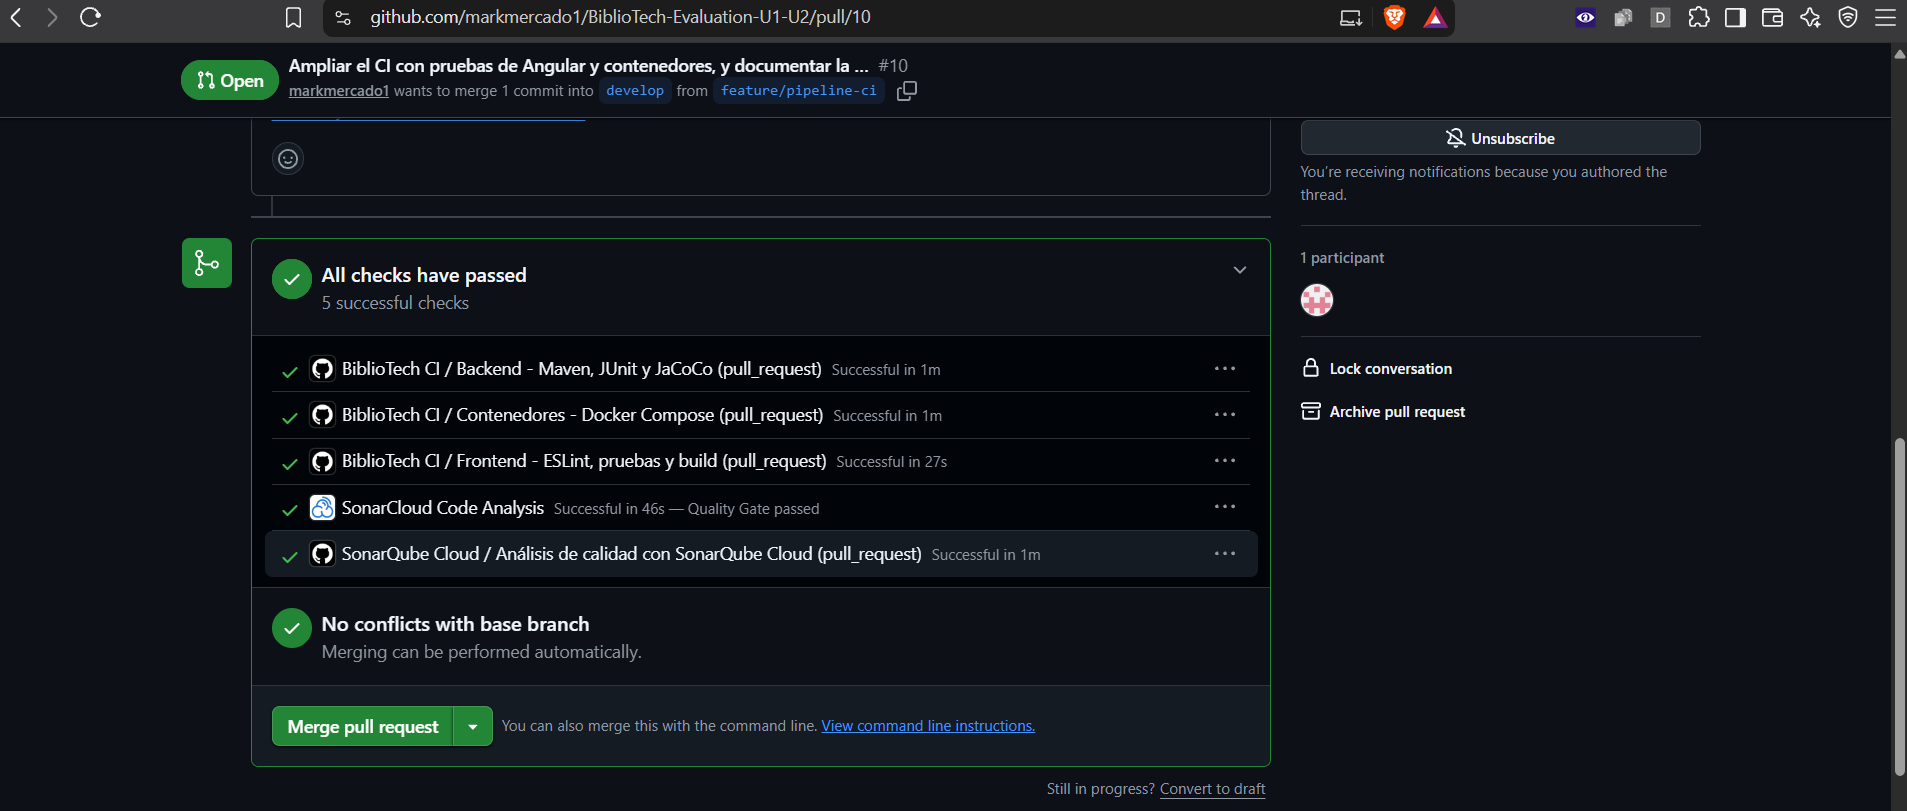 github.com/markmercado1/BiblioTech-Evaluation-U1-U2/pull/10
D
Open
Ampliar el CI con pruebas de Angular y contenedores, y documentar la ... #10
markmercado1 wants to merge 1 commit into develop from feature/pipeline-ci
Unsubscribe
You're receiving notifications because you authored the
thread.
1 participant
Lock conversation
Archive pull request
All checks have passed
5 successful checks
BiblioTech CI / Backend - Maven, JUnit y JaCoCo (pull_request) Successful in 1m
BiblioTech CI / Contenedores - Docker Compose (pull_request) Successful in 1m
BiblioTech CI / Frontend - ESLint, pruebas y build (pull_request) Successful in 27s
SonarCloud Code Analysis Successful in 46s — Quality Gate passed
SonarQube Cloud / Análisis de calidad con SonarQube Cloud (pull_request) Successful in 1m
No conflicts with base branch
Merging can be performed automatically.
Merge pull request
You can also merge this with the command line. View command line instructions.
Still in progress? Convert to draft